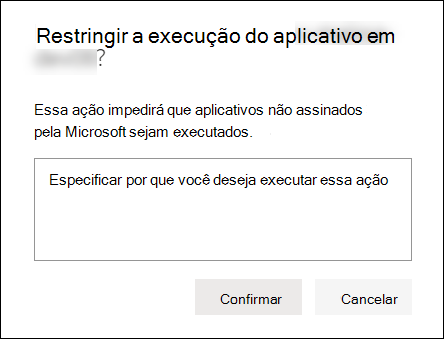 Restringir a execução do aplicativo em
?
Essa ação impedirá que aplicativos não assinados
pela Microsoft sejam executados.
Especificar por que você deseja executar essa ação
Confirmar
Cancelar